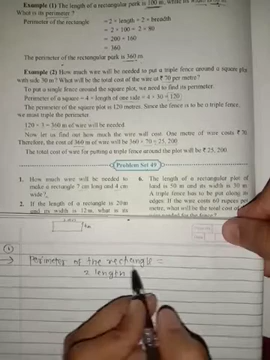 Example (1) The length of a rectangular park is 100 m, while its
What is its perimeter ?
Perimeter of the rectangular park = 2 × length + 2 × breadth
= 2 × 100 + 2 × 80
= 200 + 160
= 360
The perimeter of the rectangular park is 360 m.
Example (2) How much wire will be needed to put a triple fence around a square plot
with side 30 m ? What will be the total cost of the wire at ₹ 70 per metre ?
To put a single fence around the square plot, we need to find its perimeter.
Perimeter of a square = 4 × length of one side = 4 × 30 = 120
The perimeter of the square plot is 120 metres. Since the fence is to be a triple fence,
we must triple the perimeter.
120 × 3 = 360 m of wire will be needed.
Now let us find out how much the wire will cost. One metre of wire costs ₹ 70.
Therefore, the cost of 360 m of wire will be 360 × 70 = 25, 200.
The total cost of wire for putting a triple fence around the plot will be ₹ 25, 200.
Problem Set 49
1. How much wire will be needed to
make a rectangle 7 cm long and 4 cm
wide ?
2. If the length of a rectangle is 20m
and its width is 12m, what is its
6. The length of a rectangular plot of
land is 50 m and its width is 30 m.
A triple fence has to be put along its
edges. If the wire costs 60 rupees per
metre, what will be the total cost of
1
Perimeter of the rectangle =
2 length